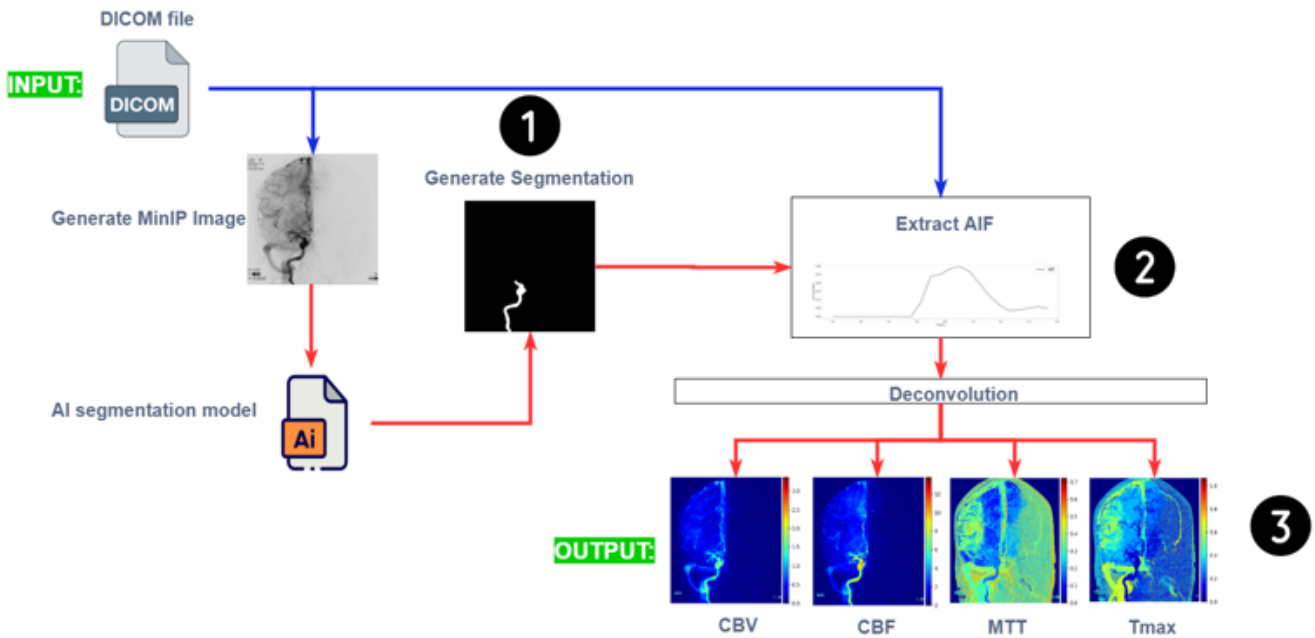 DICOM file
INPUT:
DICOM
1
Generate Segmentation
Generate MinIP Image
Extract AIF
2
AI segmentation model
Ai
Deconvolution
OUTPUT:
3
CBV
CBF
MTT
Tmax